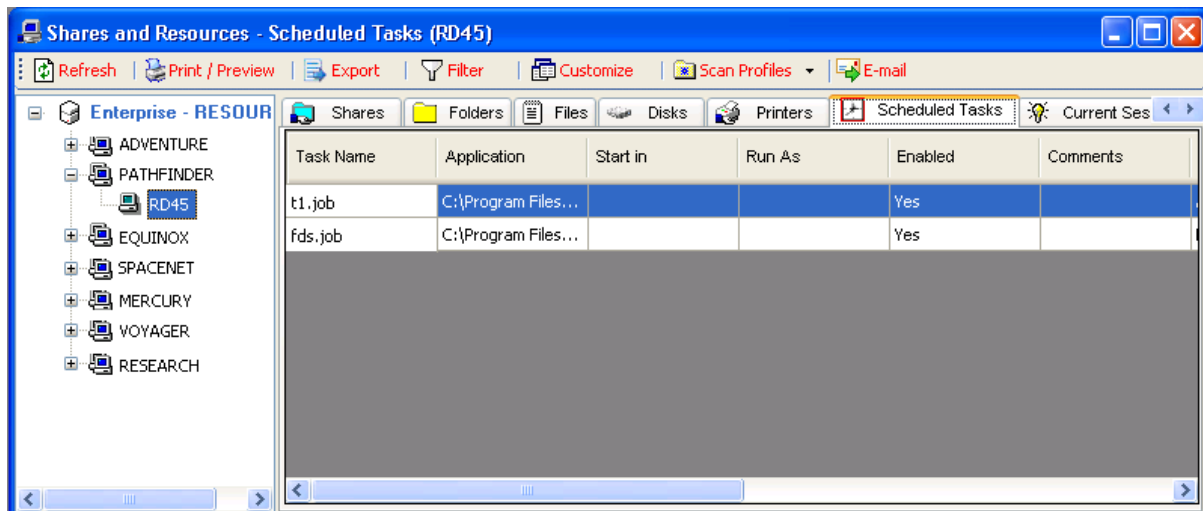 Shares and Resources - Scheduled Tasks (RD45)
Refresh Print / Preview Export Filter Customize Scan Profiles E-mail
Enterprise - RESOUR
ADVENTURE
PATHFINDER
RD45
EQUINOX
SPACENET
MERCURY
VOYAGER
RESEARCH
Shares Folders Files Disks Printers Scheduled Tasks Current Ses
Task Name Application Start in Run As Enabled Comments
t1.job C:\Program Files... Yes
fds.job C:\Program Files... Yes